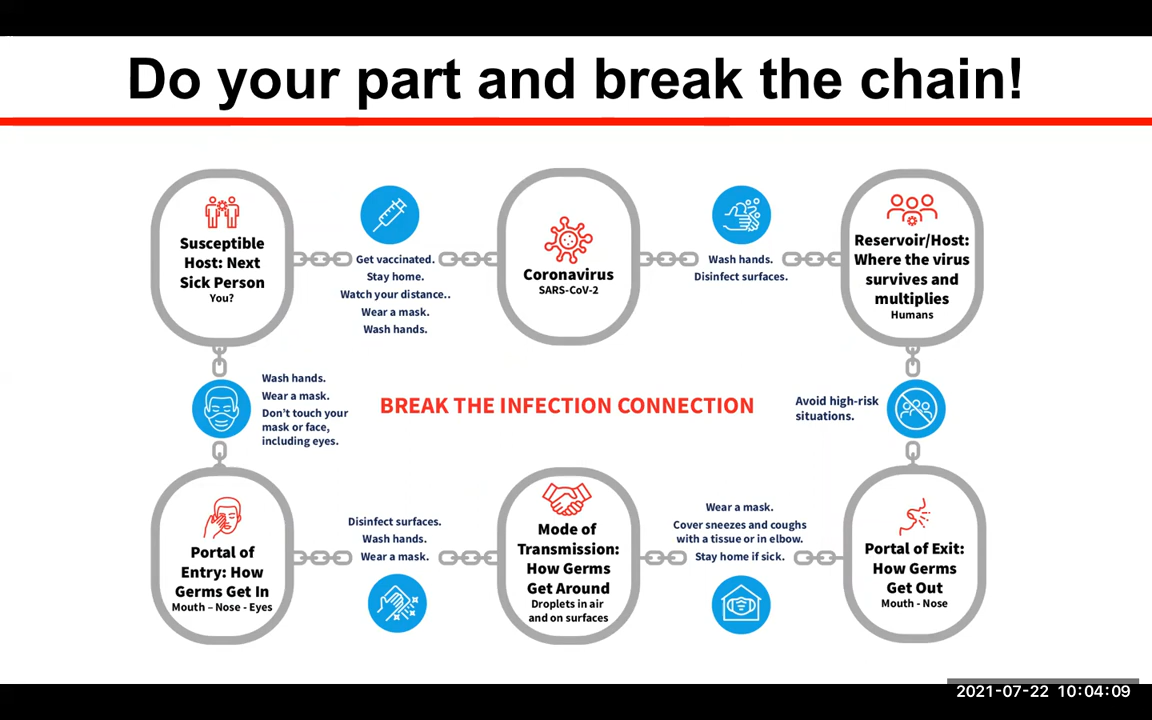 Do your part and break the chain!
Susceptible
Host: Next
Sick Person
You?
Get vaccinated.
Stay home.
Watch your distance..
Wear a mask.
Wash hands.
Coronavirus
SARS-CoV-2
Wash hands.
Disinfect surfaces.
Reservoir/Host:
Where the virus
survives and
multiplies
Humans
Wash hands.
Wear a mask.
Don't touch your
mask or face,
including eyes.
BREAK THE INFECTION CONNECTION
Avoid high-risk
situations.
Portal of
Entry: How
Germs Get In
Mouth – Nose - Eyes
Disinfect surfaces.
Wash hands.
Wear a mask.
Mode of
Transmission:
How Germs
Get Around
Droplets in air
and on surfaces
Wear a mask.
Cover sneezes and coughs
with a tissue or in elbow.
Stay home if sick.
Portal of Exit:
How Germs
Get Out
Mouth - Nose
2021-07-22 10:04:09